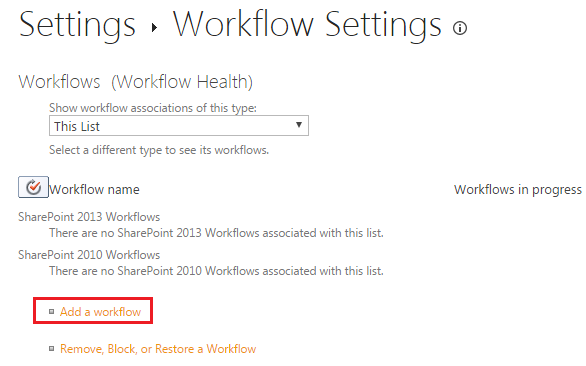 Settings ▸ Workflow Settings
Workflows (Workflow Health)
Show workflow associations of this type:
This List
Select a different type to see its workflows.
Workflow name Workflows in progress
SharePoint 2013 Workflows
There are no SharePoint 2013 Workflows associated with this list.
SharePoint 2010 Workflows
There are no SharePoint 2010 Workflows associated with this list.
Add a workflow
Remove, Block, or Restore a Workflow